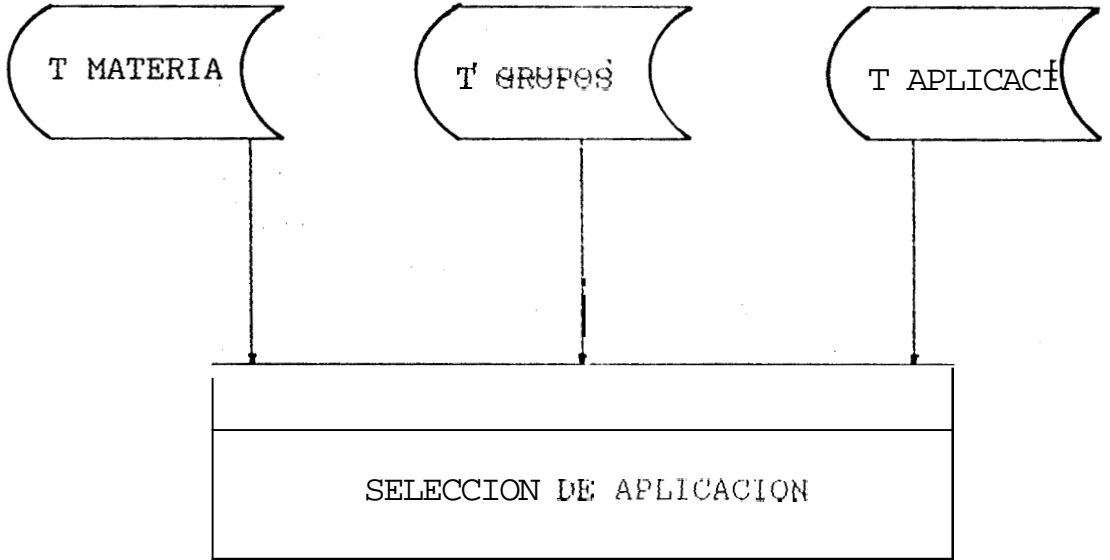 T MATERIA
T GRUPOS
T APLICACI
SELECCION DE APLICACION